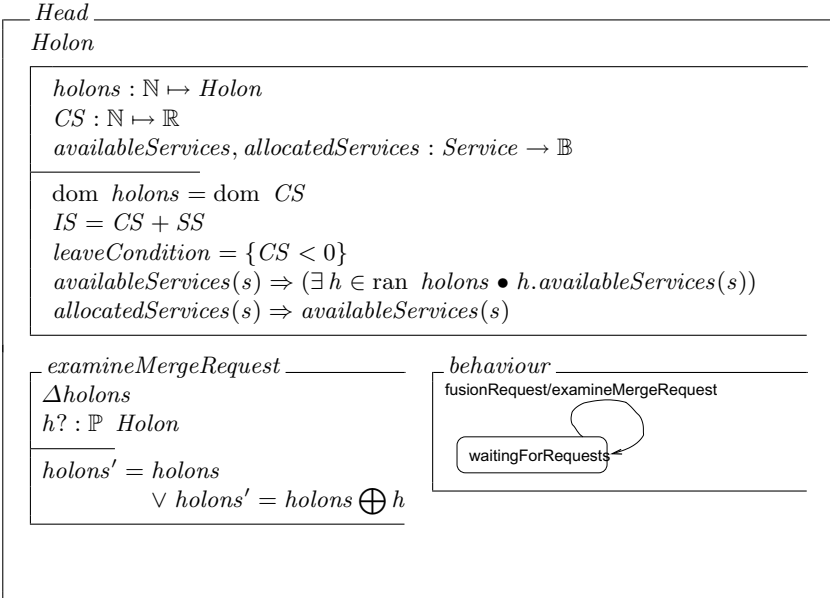 Head
Holon
holons : ℕ ↦ Holon
CS : ℕ ↦ ℝ
availableServices, allocatedServices : Service → 𝔹
dom holons = dom CS
IS = CS + SS
leaveCondition = {CS < 0}
availableServices(s) ⇒ (∃ h ∈ ran holons • h.availableServices(s))
allocatedServices(s) ⇒ availableServices(s)
examineMergeRequest
Δholons
h? : ℙ Holon
holons′ = holons
∨ holons′ = holons ⨁ h
behaviour
fusionRequest/examineMergeRequest
waitingForRequests